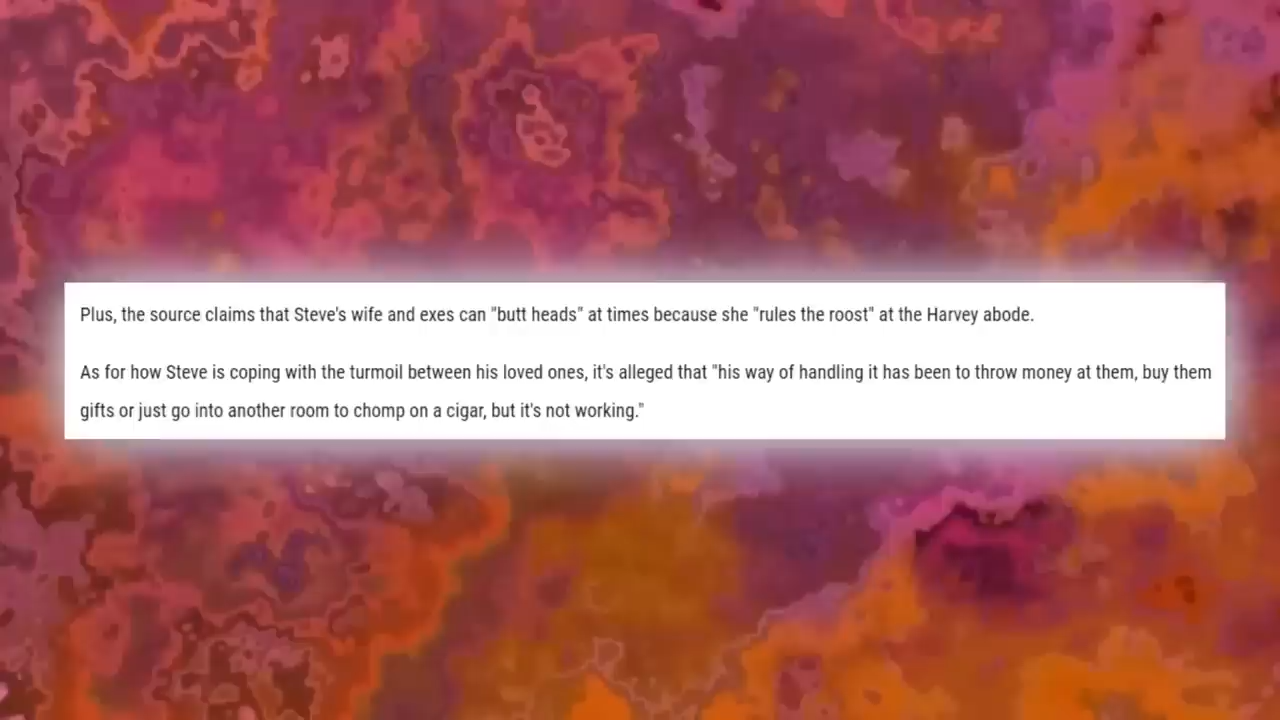 Plus, the source claims that Steve's wife and exes can "butt heads" at times because she "rules the roost" at the Harvey abode.
As for how Steve is coping with the turmoil between his loved ones, it's alleged that "his way of handling it has been to throw money at them, buy them
gifts or just go into another room to chomp on a cigar, but it's not working."